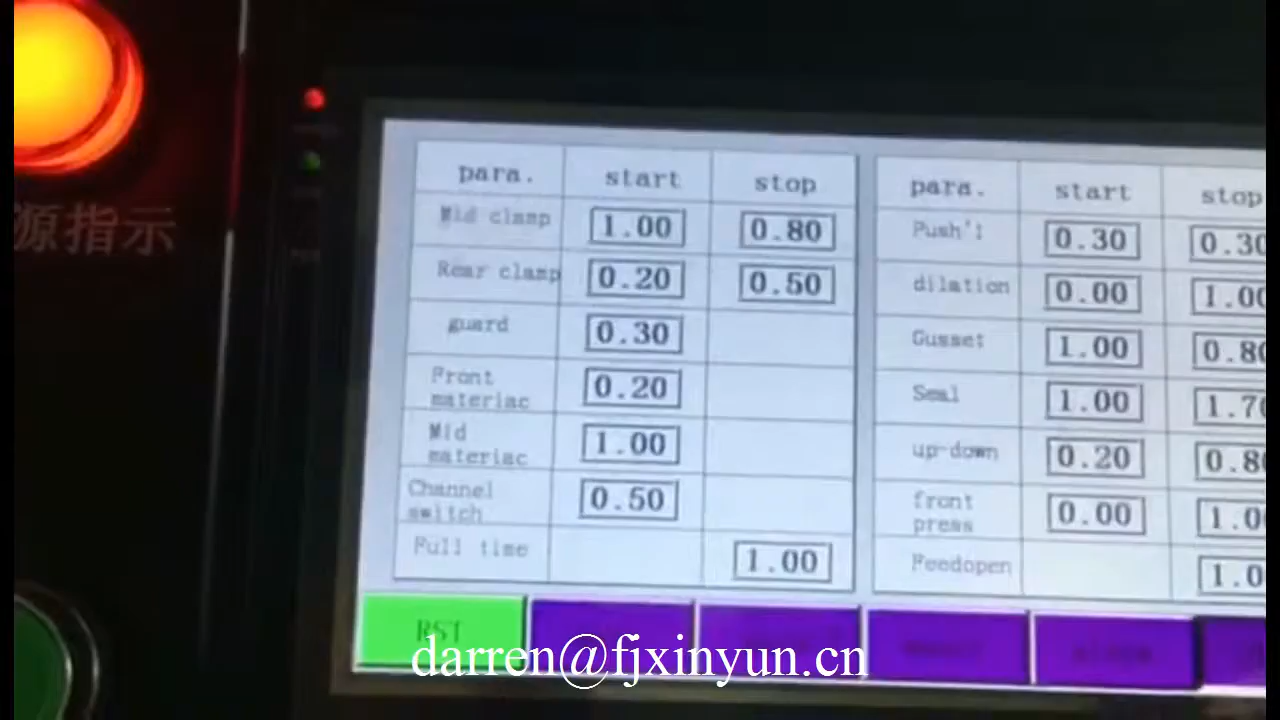 源指示
para. start stop
Mid clamp 1.00 0.80
Rear clamp 0.20 0.50
guard 0.30
Front materiac 0.20
Mid materiac 1.00
Channel switch 0.50
Full time 1.00
para. start stop
Push'l 0.30 0.30
dilation 0.00 1.00
Gusset 1.00 0.80
Seal 1.00 1.70
up-down 0.20 0.80
front press 0.00 1.0
Feedopen 1.0
RST
darren@fjxinyun.cn